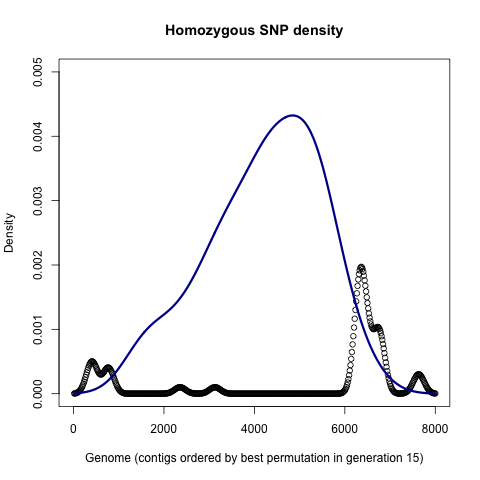 Homozygous SNP density
0.005
0.004
0.003
0.002
0.001
0.000
Density
0 2000 4000 6000 8000
Genome (contigs ordered by best permutation in generation 15)